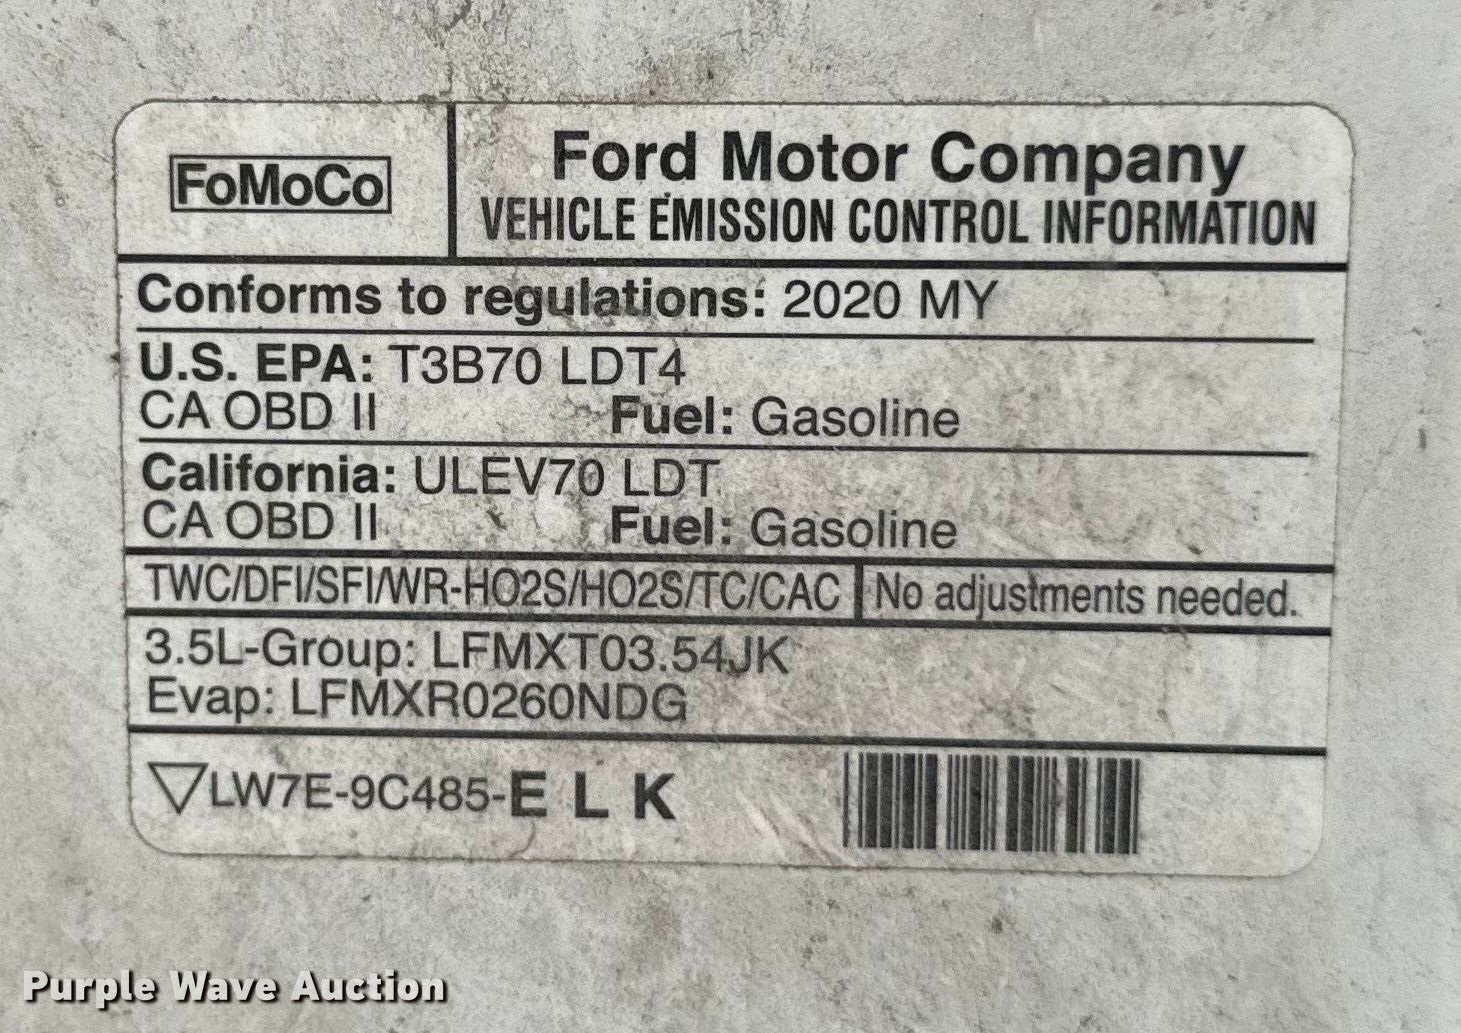 FoMoCo
Ford Motor Company
VEHICLE EMISSION CONTROL INFORMATION
Conforms to regulations: 2020 MY
U.S. EPA: T3B70 LDT4
CA OBD II Fuel: Gasoline
California: ULEV70 LDT
CA OBD II Fuel: Gasoline
TWC/DFI/SFI/WR-HO2S/HO2S/TC/CAC No adjustments needed.
3.5L-Group: LFMXT03.54JK
Evap: LFMXR0260NDG
LW7E-9C485-E L K
Purple Wave Auction